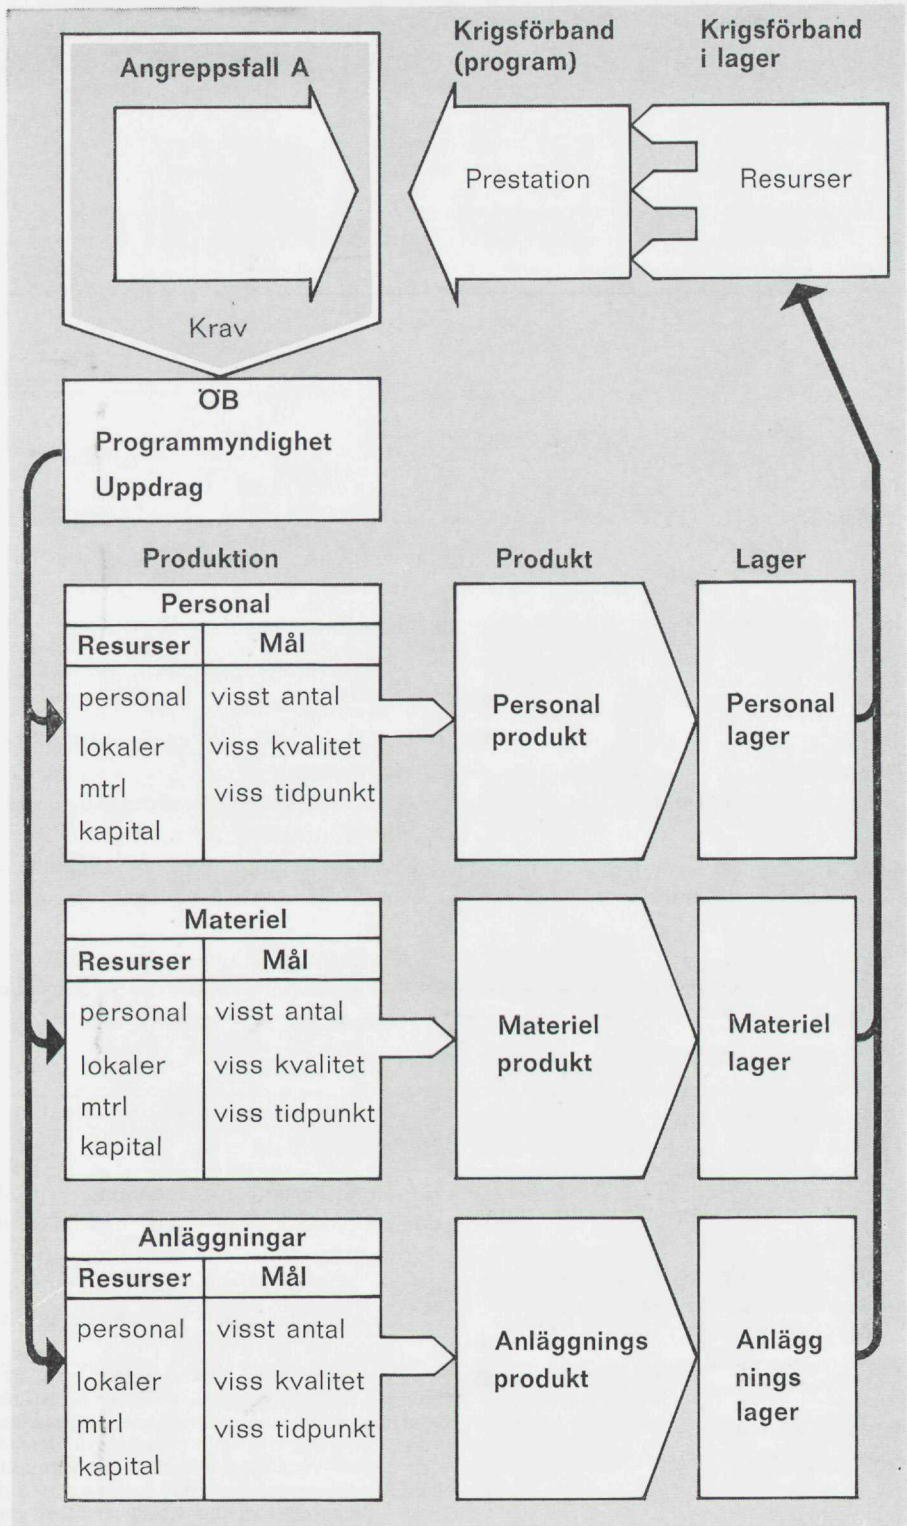 Angreppsfall A
Krav
Krigsförband
(program)
Prestation
Krigsförband
i lager
Resurser
ÖB
Programmyndighet
Uppdrag
Produktion
Produkt
Lager
Personal
Resurser Mål
personal visst antal
lokaler viss kvalitet
mtrl viss tidpunkt
kapital
Personal
produkt
Personal
lager
Materiel
Resurser Mål
personal visst antal
lokaler viss kvalitet
mtrl viss tidpunkt
kapital
Materiel
produkt
Materiel
lager
Anläggningar
Resurser Mål
personal visst antal
lokaler viss kvalitet
mtrl viss tidpunkt
kapital
Anläggnings
produkt
Anlägg
nings
lager